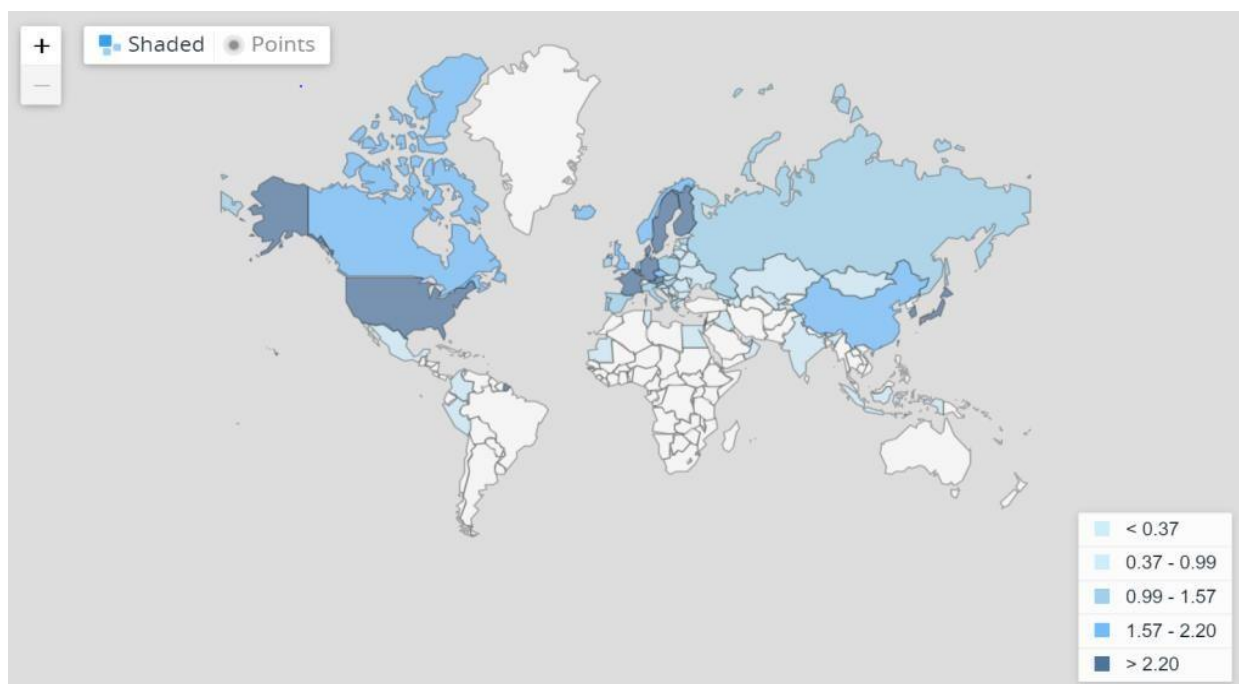 +
Shaded Points
−
< 0.37
0.37 - 0.99
0.99 - 1.57
1.57 - 2.20
> 2.20